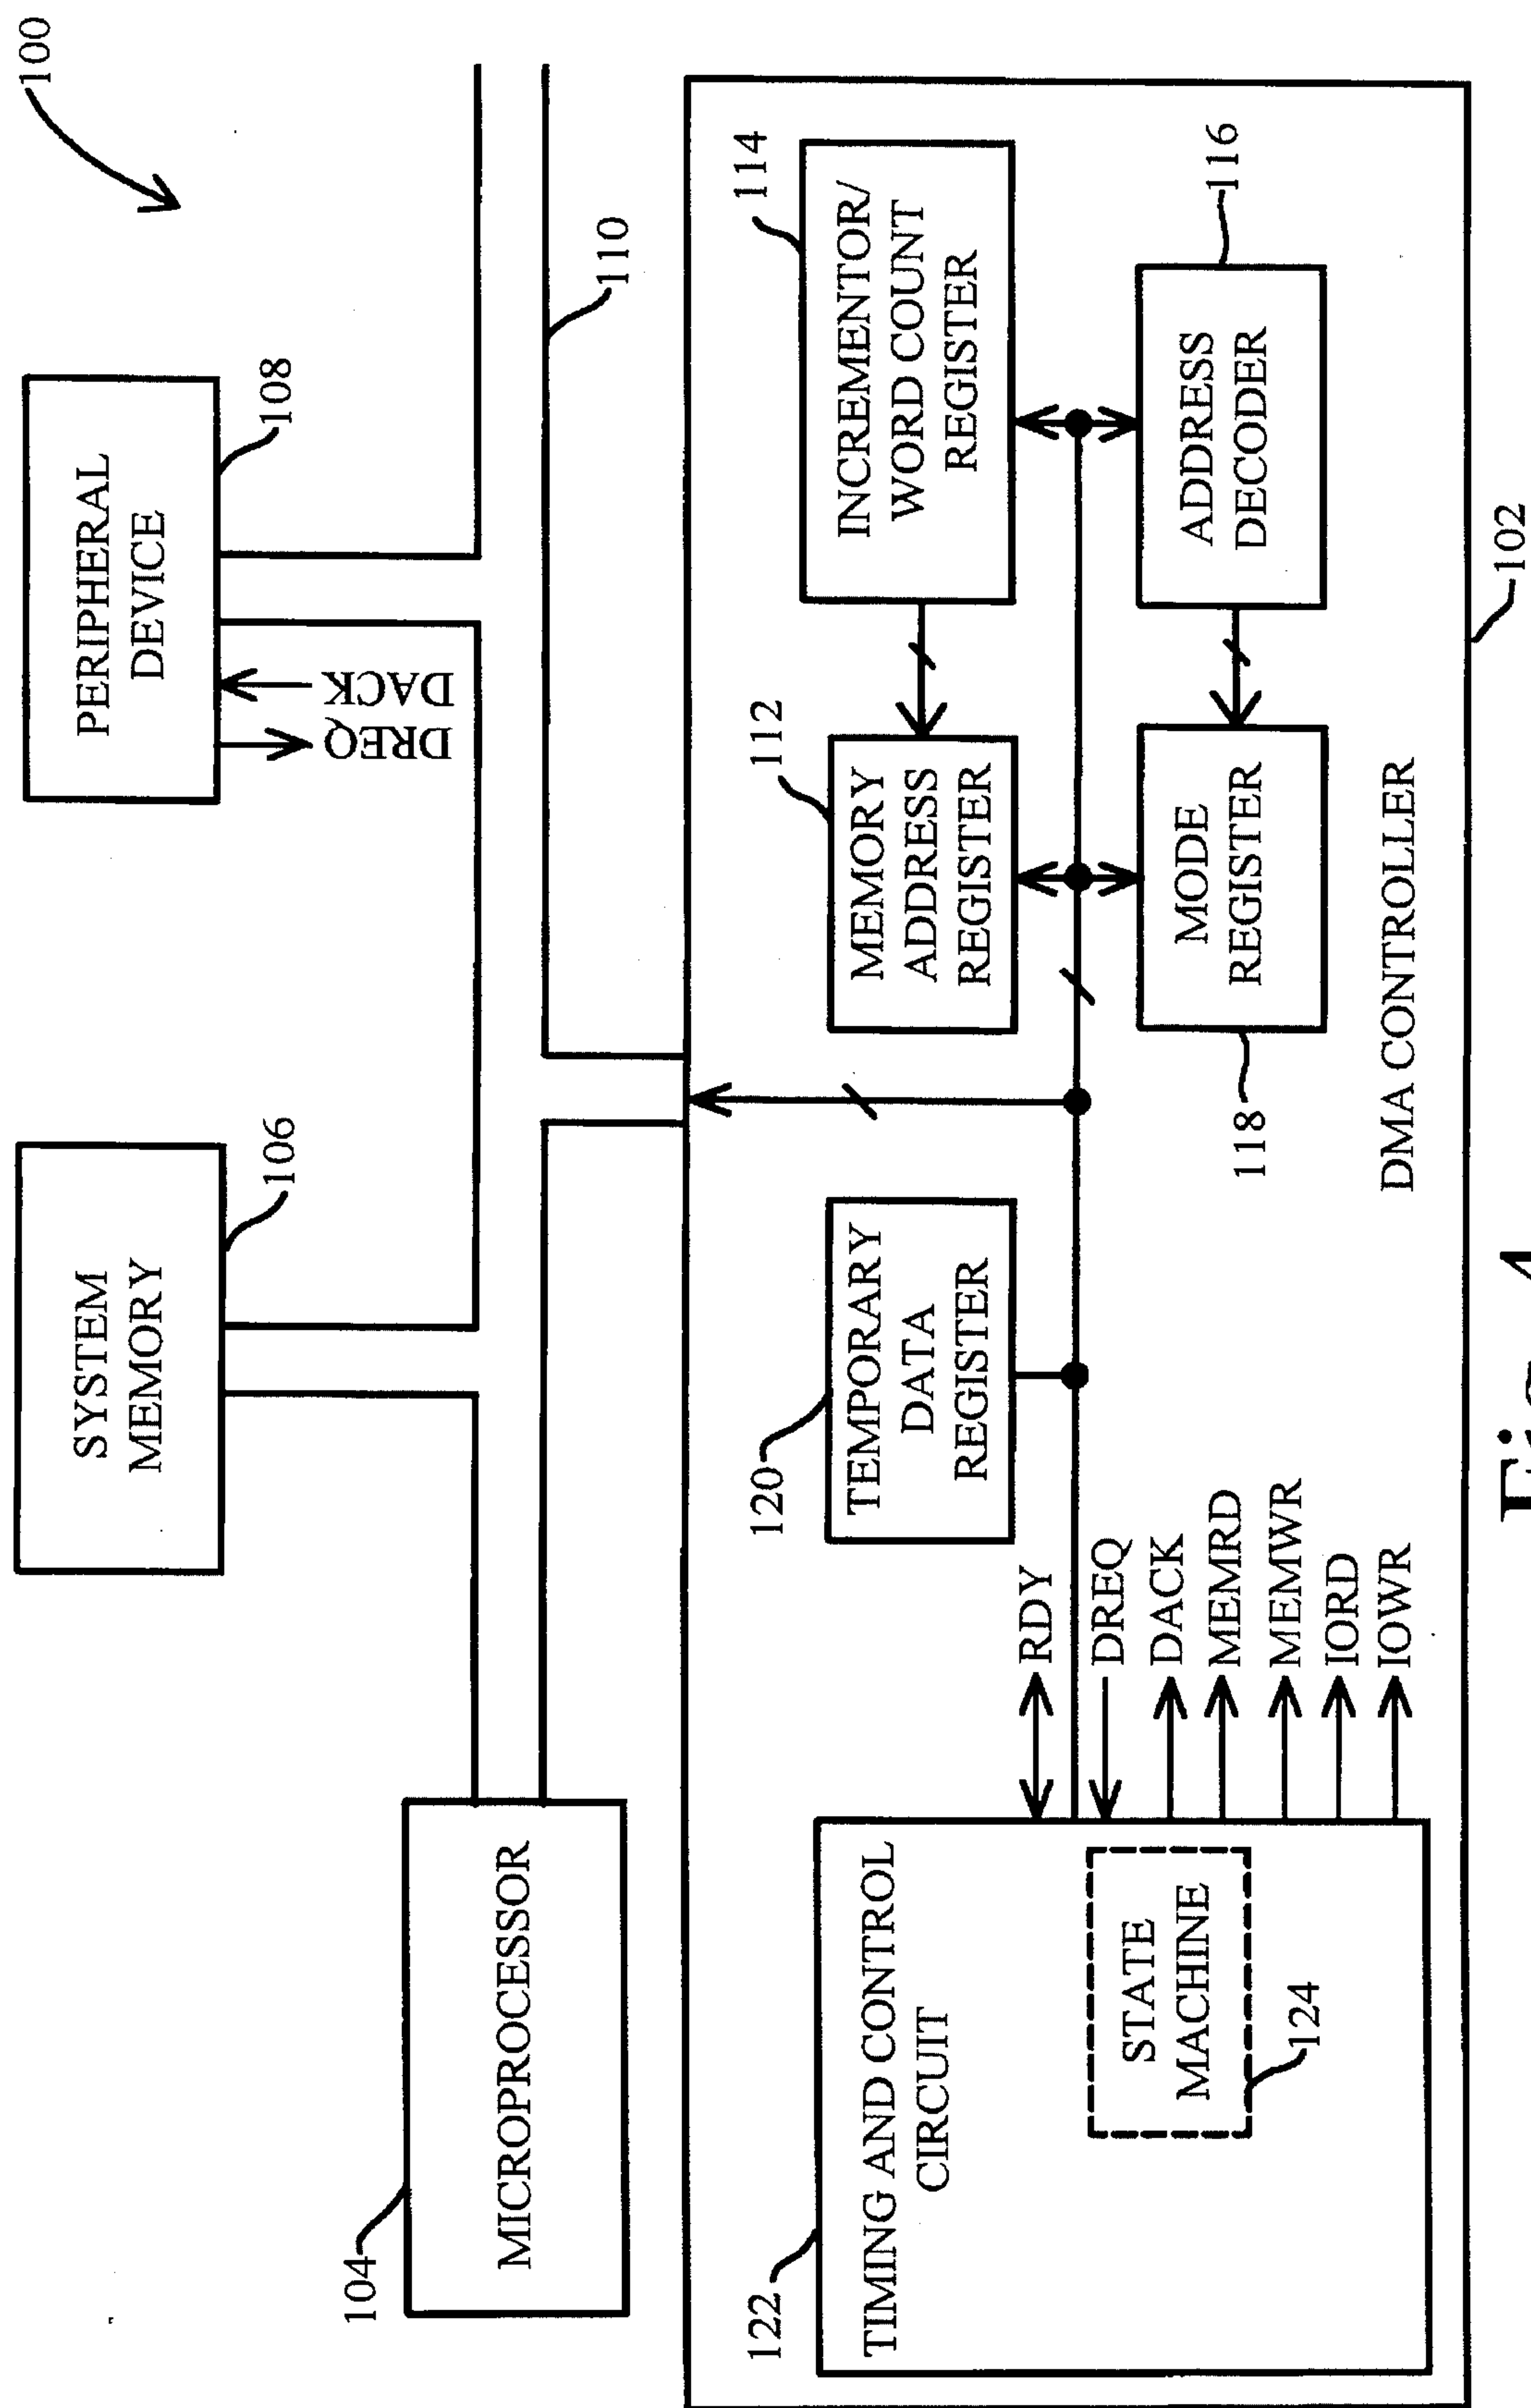 100
SYSTEM
MEMORY
106
PERIPHERAL
DEVICE
108
DREQ
DACK
104
MICROPROCESSOR
110
122
TIMING AND CONTROL
CIRCUIT
STATE
MACHINE
124
RDY
DREQ
DACK
MEMRD
MEMWR
IORD
IOWR
120
TEMPORARY
DATA
REGISTER
112
MEMORY
ADDRESS
REGISTER
114
INCREMENTOR/
WORD COUNT
REGISTER
118
MODE
REGISTER
116
ADDRESS
DECODER
DMA CONTROLLER
102